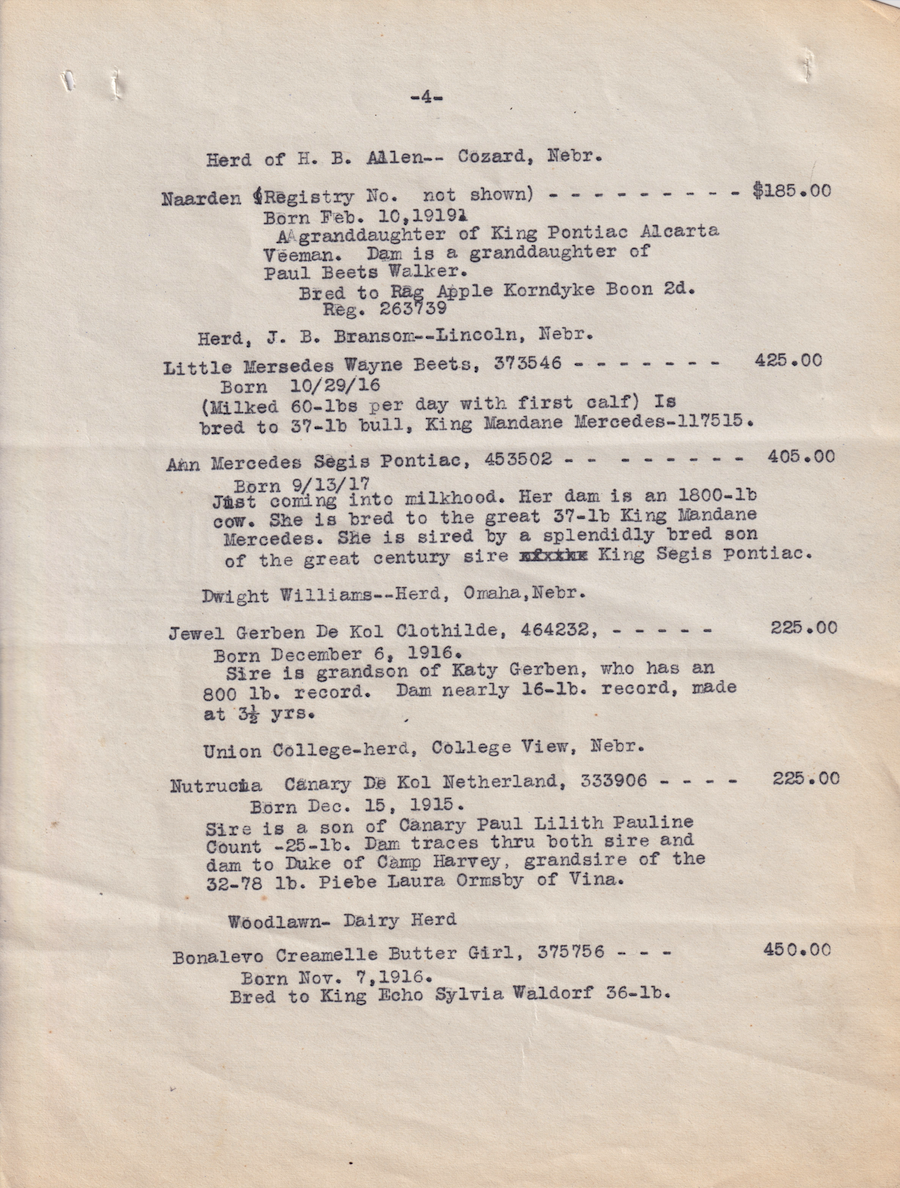 -4-
Herd of H. B. Allen-- Cozard, Nebr.
Naarden (Registry No. not shown) - - - - - - - - - $185.00
Born Feb. 10,1919
A granddaughter of King Pontiac Alcarta
Veeman. Dam is a granddaughter of
Paul Beets Walker.
Bred to Rag Apple Korndyke Boon 2d.
Reg. 263739
Herd, J. B. Bransom--Lincoln, Nebr.
Little Mersedes Wayne Beets, 373546 - - - - - - - 425.00
Born 10/29/16
(Milked 60-lbs per day with first calf) Is
bred to 37-lb bull, King Mandane Mercedes-117515.
Ann Mercedes Segis Pontiac, 453502 - - - - - - - - 405.00
Born 9/13/17
Just coming into milkhood. Her dam is an 1800-lb
cow. She is bred to the great 37-lb King Mandane
Mercedes. She is sired by a splendidly bred son
of the great century sire King Segis Pontiac.
Dwight Williams--Herd, Omaha,Nebr.
Jewel Gerben De Kol Clothilde, 464232, - - - - - 225.00
Born December 6, 1916.
Sire is grandson of Katy Gerben, who has an
800 lb. record. Dam nearly 16-lb. record, made
at 3½ yrs.
Union College-herd, College View, Nebr.
Canary De Kol Netherland, 333906 - - - - 225.00
Born Dec. 15, 1915.
Sire is a son of Canary Paul Lilith Pauline
Count -25-lb. Dam traces thru both sire and
dam to Duke of Camp Harvey, grandsire of the
32-78 lb. Piebe Laura Ormsby of Vina.
Woodlawn- Dairy Herd
Bonalevo Creamelle Butter Girl, 375756 - - - 450.00
Born Nov. 7,1916.
Bred to King Echo Sylvia Waldorf 36-lb.